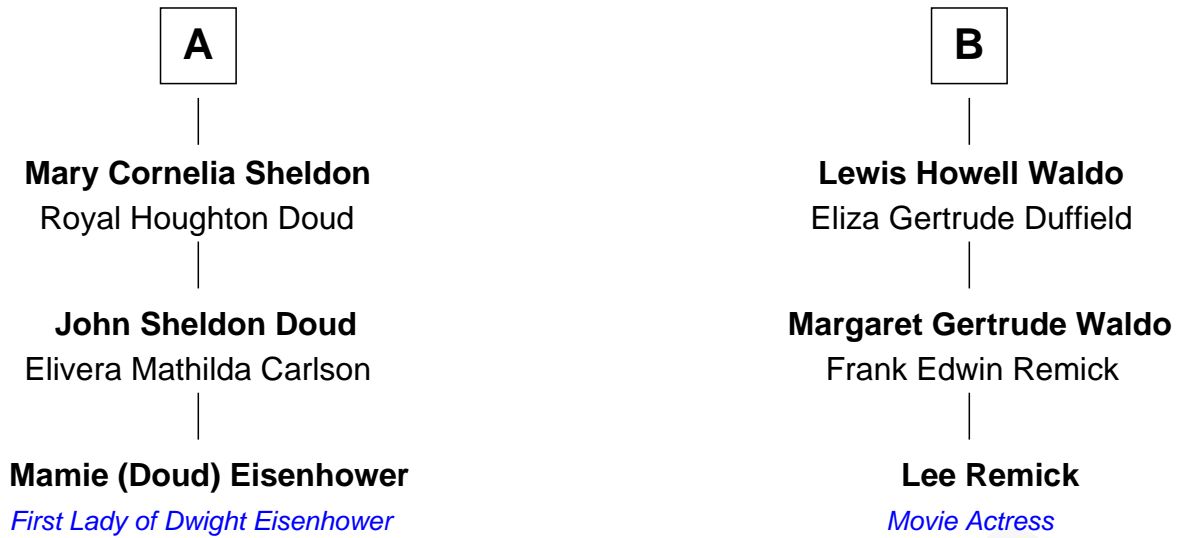 A
Mary Cornelia Sheldon
Royal Houghton Doud
John Sheldon Doud
Elivera Mathilda Carlson
Mamie (Doud) Eisenhower
First Lady of Dwight Eisenhower
B
Lewis Howell Waldo
Eliza Gertrude Duffield
Margaret Gertrude Waldo
Frank Edwin Remick
Lee Remick
Movie Actress